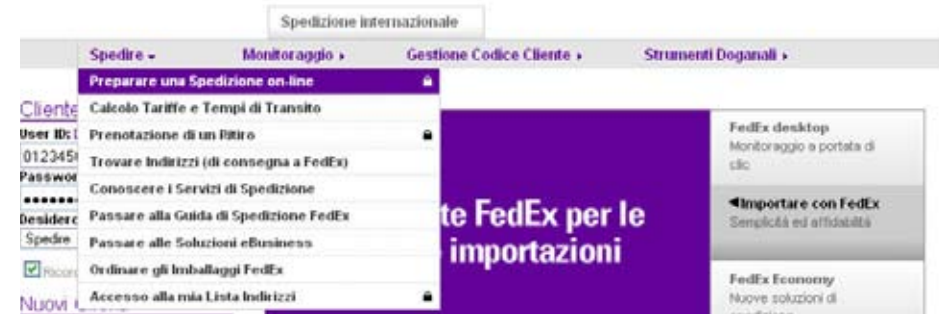 Spedizione internazionale
Spedire Monitoraggio Gestione Codice Cliente Strumenti Doganali
Preparare una Spedizione on-line
Calcolo Tariffe e Tempi di Transito
Prenotazione di un Ritiro
Trovare Indirizzi (di consegna a FedEx)
Conoscere i Servizi di Spedizione
Passare alla Guida di Spedizione FedEx
Passare alle Soluzioni eBusiness
Ordinare gli Imballaggi FedEx
Accesso alla mia Lista Indirizzi
Cliente
User ID:
Spedire
Nuovi
te FedEx per le
importazioni
FedEx desktop
Monitoraggio a portata di
clic
Importare con FedEx
Semplicità ed affidabilità
FedEx Economy
Nuove soluzioni di